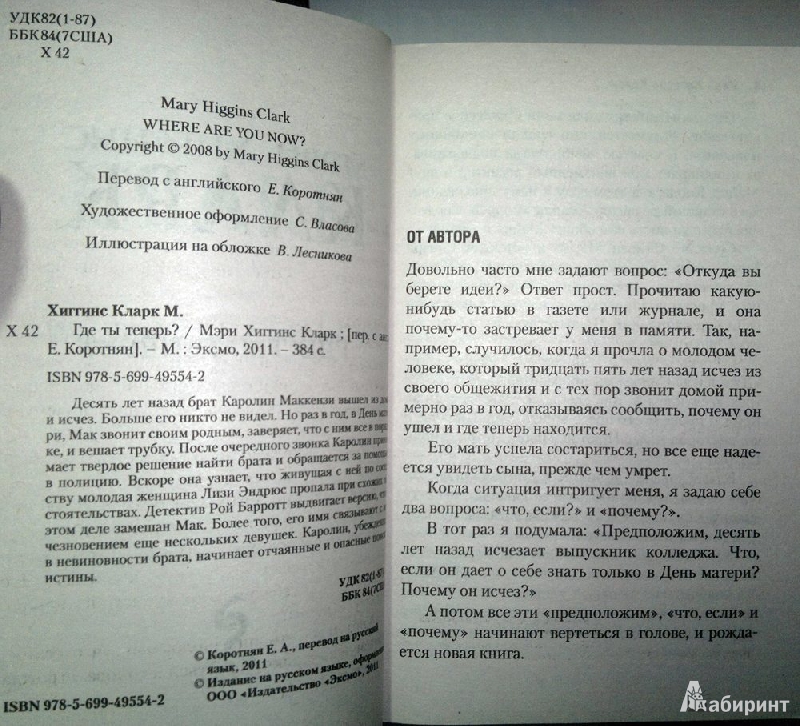 УДК82(1-87)
ББК84(7США)
Х 42
Mary Higgins Clark
WHERE ARE YOU NOW?
Copyright © 2008 by Mary Higgins Clark
Перевод с английского Е. Коротнян
Художественное оформление С. Власова
Иллюстрация на обложке В. Лесникова
Хиггинс Кларк М.
Х 42 Где ты теперь? / Мэри Хиггинс Кларк ; [пер. с анг
Е. Коротнян]. – М. : Эксмо, 2011. – 384 с.
ISBN 978-5-699-49554-2
Десять лет назад брат Каролин Маккензи вышел из до
и исчез. Больше его никто не видел. Но раз в год, в День
ри, Мак звонит своим родным, заверяет, что с ним все в
ке, и вешает трубку. После очередного звонка Каролин
мает твердое решение найти брата и обращается за
в полицию. Вскоре она узнает, что живущая с ней по
ству молодая женщина Лизи Эндрюс пропала при
стоятельствах. Детектив Рой Барротт выдвигает версию,
этом деле замешан Мак. Более того, его имя связывают с
чезновением еще нескольких девушек. Каролин,
в невиновности брата, начинает отчаянные и опасные
истины.
УДК 82(1-87)
ББК 84(7США
© Коротнян Е. А., перевод на русский
язык, 2011
© Издание на русском языке,
ООО «Издательство «Эксмо», 2011
ISBN 978-5-699-49554-2
ОТ АВТОРА
Довольно часто мне задают вопрос: «Откуда вы
берете идеи?» Ответ прост. Прочитаю какую-
нибудь статью в газете или журнале, и она
почему-то застревает у меня в памяти. Так, на-
пример, случилось, когда я прочла о молодом че-
ловеке, который тридцать пять лет назад исчез из
своего общежития и с тех пор звонит домой при-
мерно раз в год, отказываясь сообщить, почему он
ушел и где теперь находится.
Его мать успела состариться, но все еще наде-
ется увидеть сына, прежде чем умрет.
Когда ситуация интригует меня, я задаю себе
два вопроса: «что, если?» и «почему?».
В тот раз я подумала: «Предположим, десять
лет назад исчезает выпускник колледжа. Что,
если он дает о себе знать только в День матери?
Почему он исчез?»
А потом все эти «предположим», «что, если» и
«почему» начинают вертеться в голове, и рожда-
ется новая книга.
Лабиринт